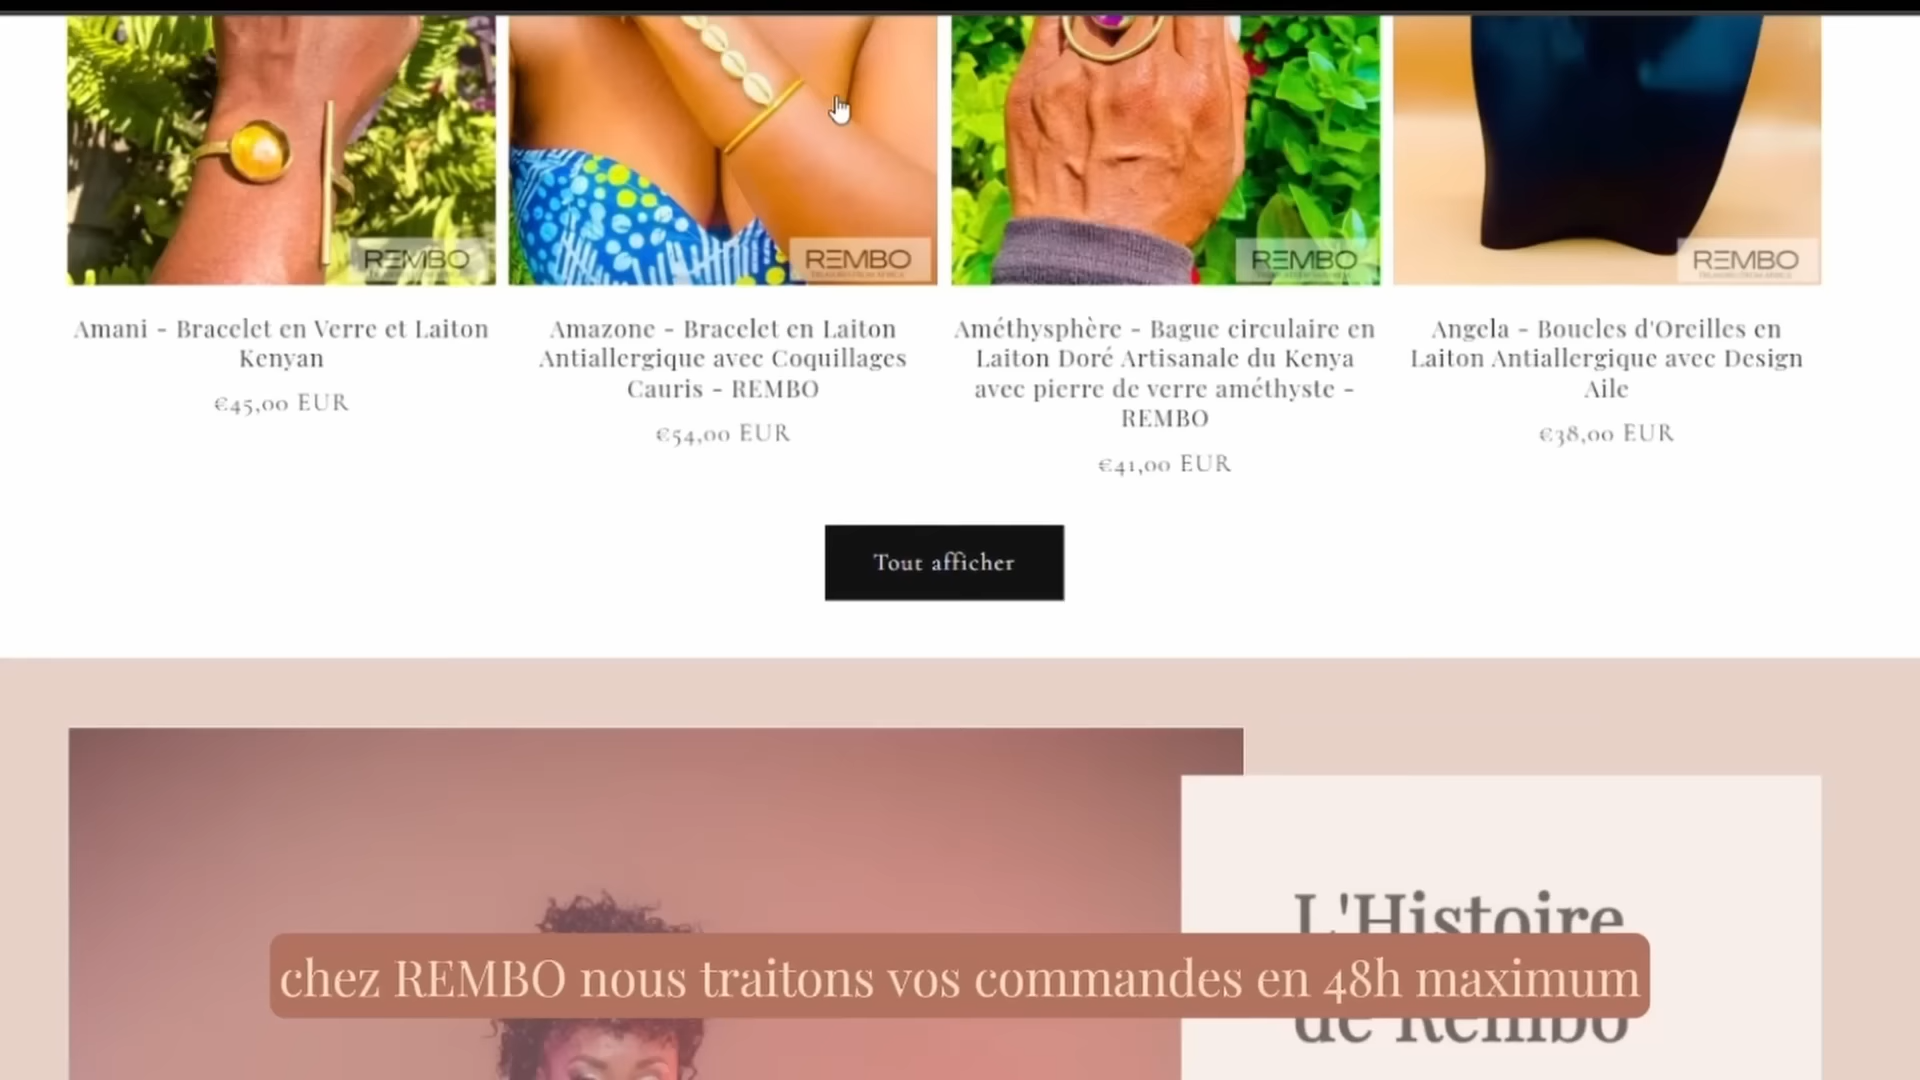 REMBO
REMBO
REMBO
REMBO
Amani - Bracelet en Verre et Laiton
Kenyan
€45,00 EUR
Amazone - Bracelet en Laiton
Antiallergique avec Coquillages
Cauris - REMBO
€54,00 EUR
Améthysphère - Bague circulaire en
Laiton Doré Artisanale du Kenya
avec pierre de verre améthyste -
REMBO
€41,00 EUR
Angela - Boucles d'Oreilles en
Laiton Antiallergique avec Design
Aile
€38,00 EUR
Tout afficher
L'Histoire
de Rembo
chez REMBO nous traitons vos commandes en 48h maximum